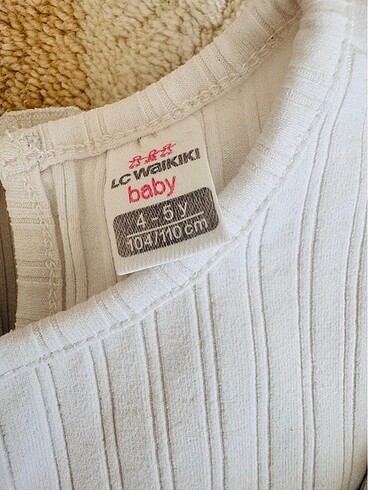 LC WAIKIKI
baby
4 - 5 y
104/110 cm